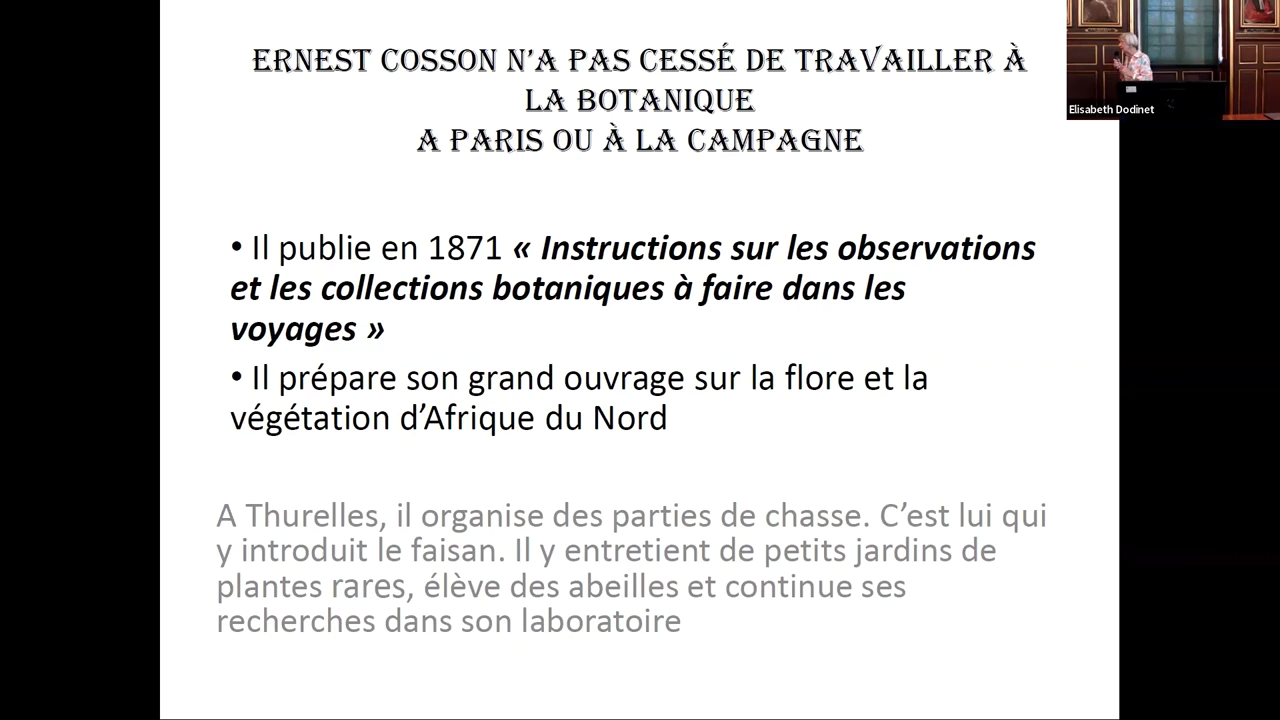 ERNEST COSSON N’A PAS CESSÉ DE TRAVAILLER À
LA BOTANIQUE
A PARIS OU À LA CAMPAGNE
Elisabeth Dodinet
• Il publie en 1871 « Instructions sur les observations
et les collections botaniques à faire dans les
voyages »
• Il prépare son grand ouvrage sur la flore et la
végétation d’Afrique du Nord
A Thurelles, il organise des parties de chasse. C’est lui qui
y introduit le faisan. Il y entretient de petits jardins de
plantes rares, élève des abeilles et continue ses
recherches dans son laboratoire